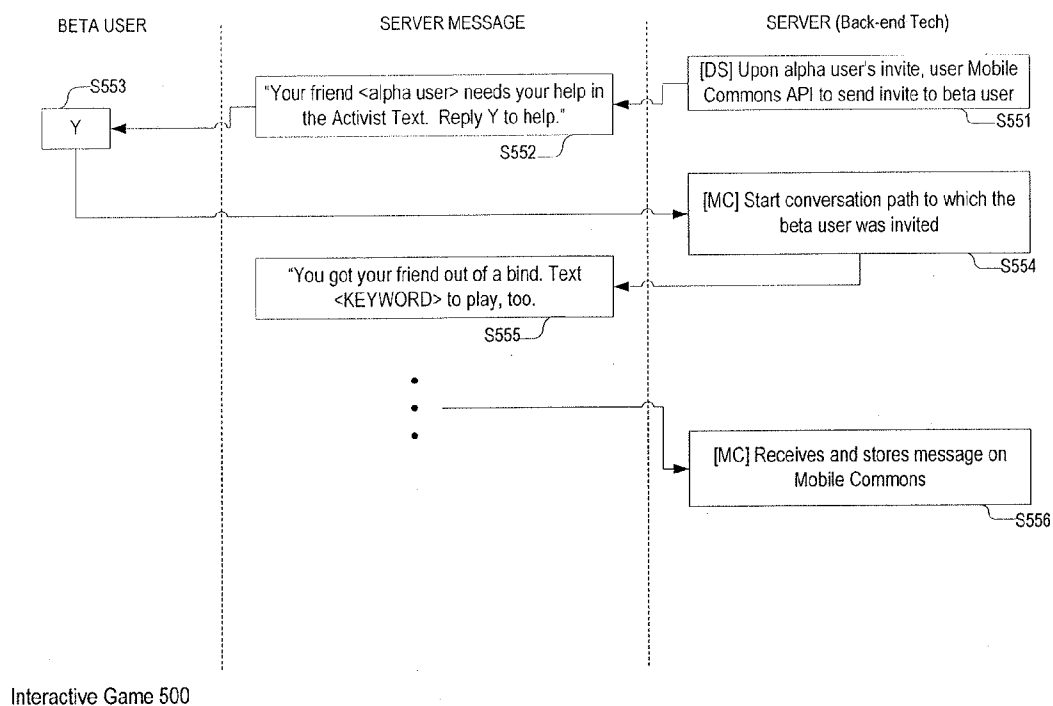 BETA USER
SERVER MESSAGE
SERVER (Back-end Tech)
S553
Y
"Your friend <alpha user> needs your help in
the Activist Text. Reply Y to help."
S552
[DS] Upon alpha user's invite, user Mobile
Commons API to send invite to beta user
S551
[MC] Start conversation path to which the
beta user was invited
S554
"You got your friend out of a bind. Text
<KEYWORD> to play, too.
S555
[MC] Receives and stores message on
Mobile Commons
S556
Interactive Game 500